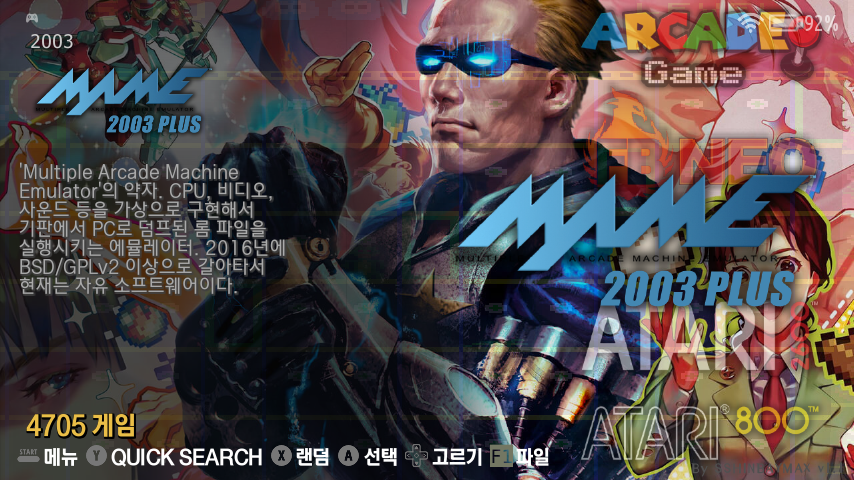 2003
92%
ARCADE
Game
MAME
2003 PLUS
'Multiple Arcade Machine
Emulator'의 약자. CPU, 비디오,
사운드 등을 가상으로 구현해서
기판에서 PC로 덤프된 롬 파일을
실행시키는 에뮬레이터. 2016년에
BSD/GPLv2 이상으로 갈아타서
현재는 자유 소프트웨어이다.
MAME
ARCADE MACHINE EMULATOR
2003 PLUS
ATARI
ATARI® 800™
4705 게임
START 메뉴 Y QUICK SEARCH X 랜덤 A 선택 고르기 F1 파일